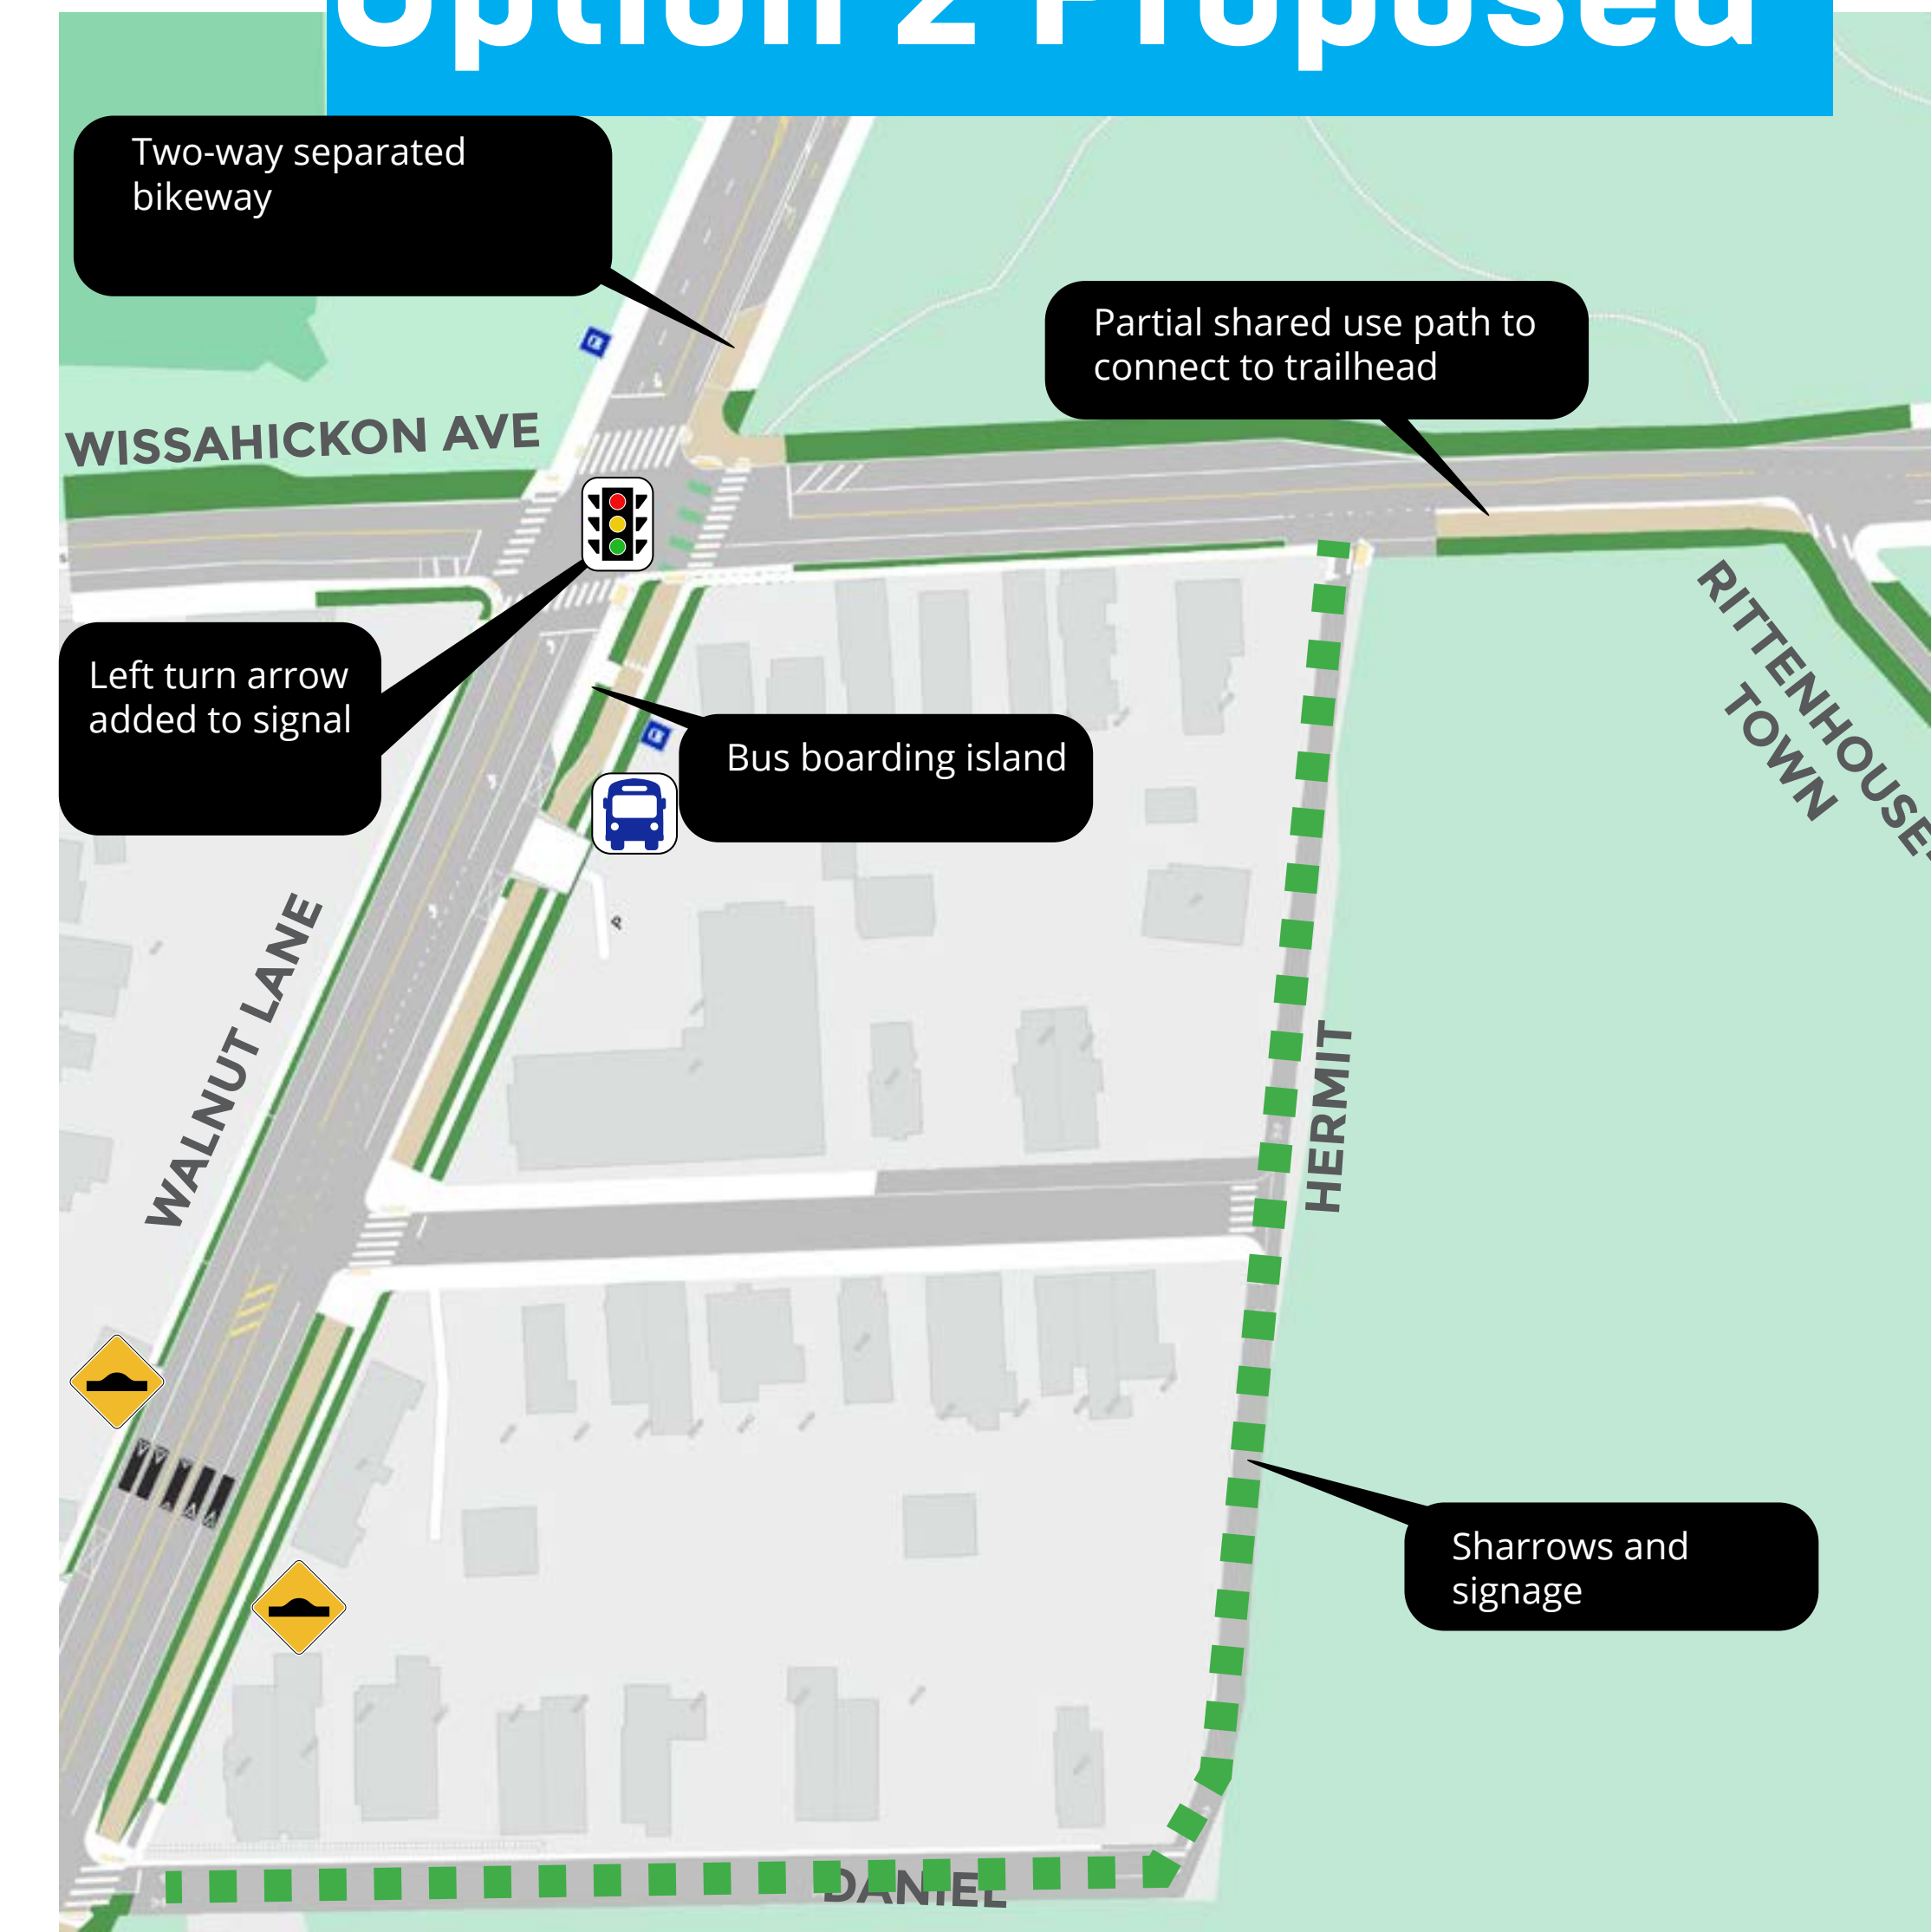 Option 2 Proposed
Two-way separated
bikeway
Partial shared use path to
connect to trailhead
WISSAHICKON AVE
Left turn arrow
added to signal
Bus boarding island
RITTENHOUSE
TOWN
WALNUT LANE
HERMIT
Sharrows and
signage
DANIEL